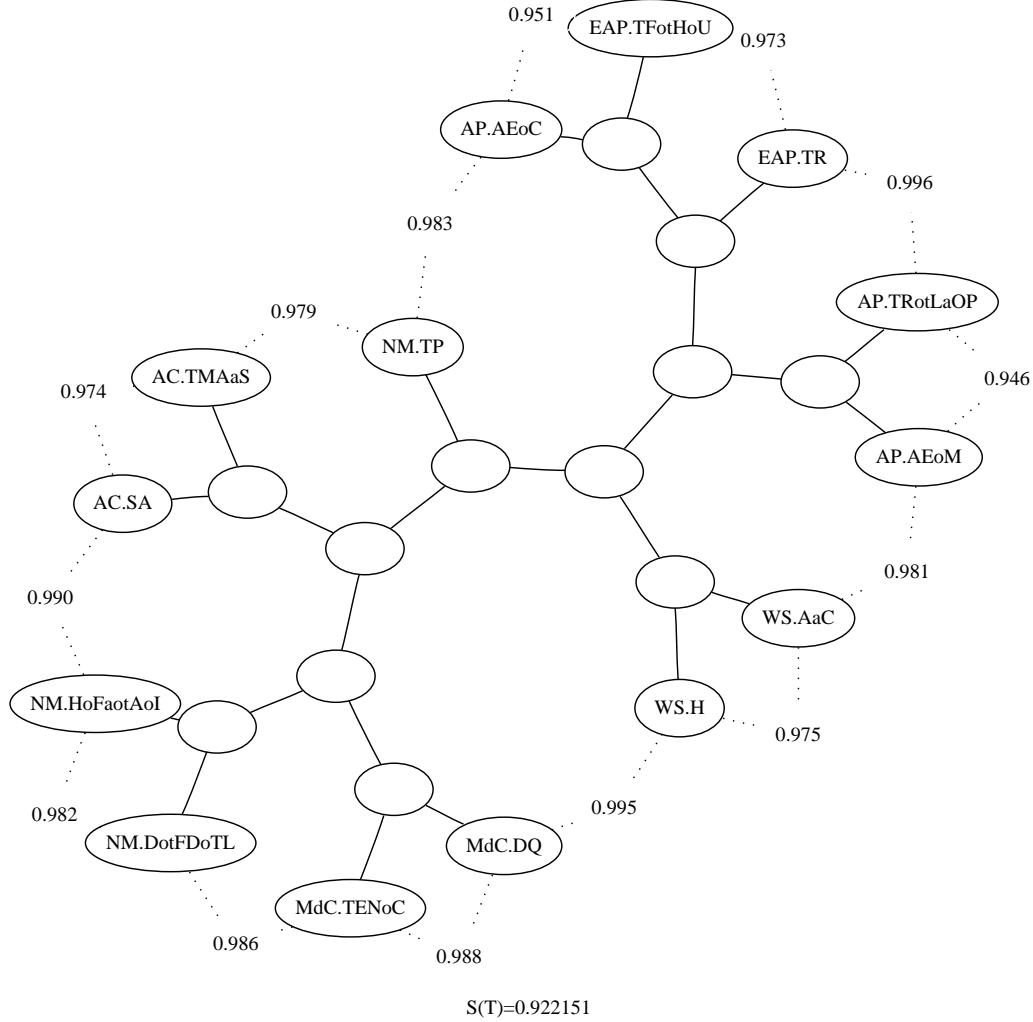 0.951
EAP.TFotHoU
0.973
AP.AEoC
EAP.TR
0.996
0.983
AP.TRotLaOP
0.979
NM.TP
AC.TMAaS
0.946
0.974
AP.AEoM
AC.SA
0.981
0.990
WS.AaC
NM.HoFaotAoI
WS.H
0.975
0.982
0.995
NM.DotFDoTL
MdC.DQ
MdC.TENoC
0.986
0.988
S(T)=0.922151